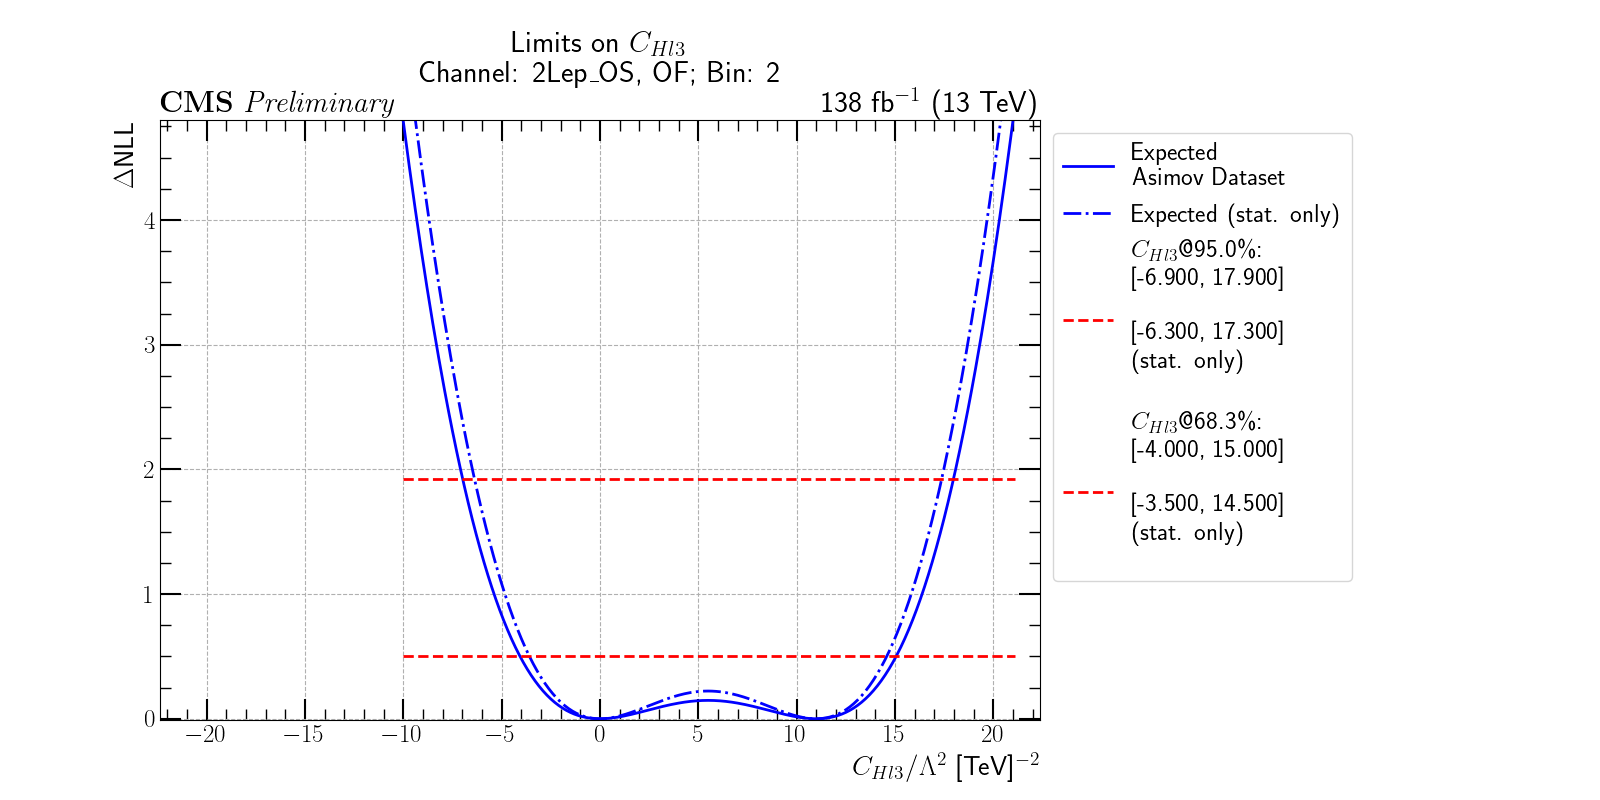 Limits on C_{Hl3}
Channel: 2Lep_OS, OF; Bin: 2
CMS Preliminary
138 fb^{-1} (13 TeV)
ΔNLL
4
3
2
1
0
−20
−15
−10
−5
0
5
10
15
20
C_{Hl3}/Λ^2 [TeV]^{-2}
Expected
Asimov Dataset
Expected (stat. only)
C_{Hl3}@95.0%:
[-6.900, 17.900]
[-6.300, 17.300]
(stat. only)
C_{Hl3}@68.3%:
[-4.000, 15.000]
[-3.500, 14.500]
(stat. only)